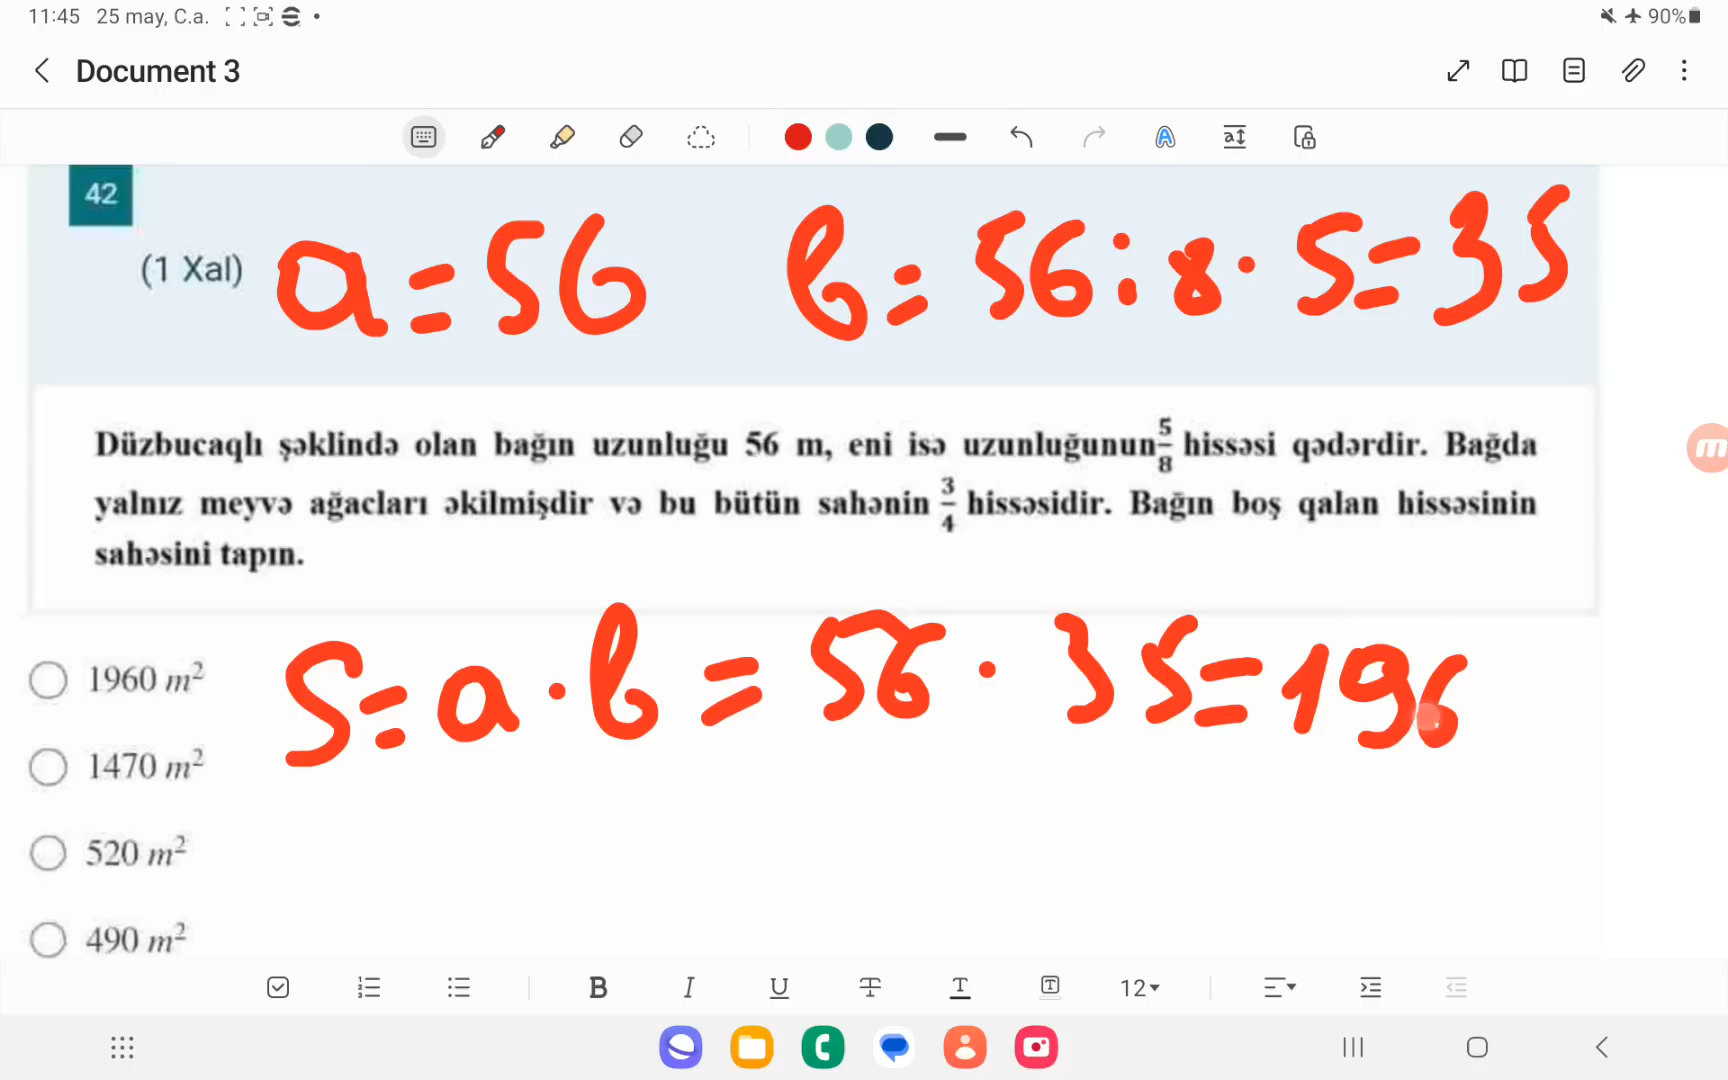 11:45 25 may, C.a.
90%
Document 3
42
(1 Xal)
a = 56 b = 56 : 8 · 5 = 35
Düzbucaqlı şəklində olan bağın uzunluğu 56 m, eni isə uzunluğunun 5/8 hissəsi qədərdir. Bağda
yalnız meyvə ağacları əkilmişdir və bu bütün sahənin 3/4 hissəsidir. Bağın boş qalan hissəsinin
sahəsini tapın.
S = a · b = 56 · 35 = 196
1960 m²
1470 m²
520 m²
490 m²
B I U T T T 12